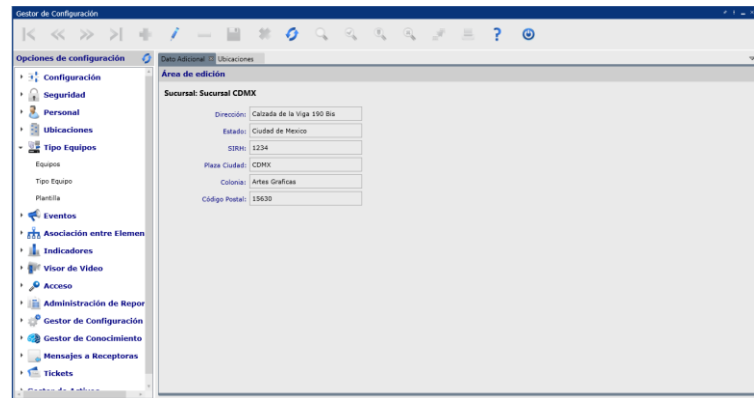 Gestor de Configuración
Opciones de configuración
Configuración
Seguridad
Personal
Ubicaciones
Tipo Equipos
Equipos
Tipo Equipo
Plantilla
Eventos
Asociación entre Elemen
Indicadores
Visor de Video
Acceso
Administración de Repor
Gestor de Configuración
Gestor de Conocimiento
Mensajes a Receptoras
Tickets
Gestor de Activos
Dato Adicional
Ubicaciones
Área de edición
Sucursal: Sucursal CDMX
Dirección: Calzada de la Viga 190 Bis
Estado: Ciudad de Mexico
SIRH: 1234
Plaza Ciudad: CDMX
Colonia: Artes Graficas
Código Postal: 15630